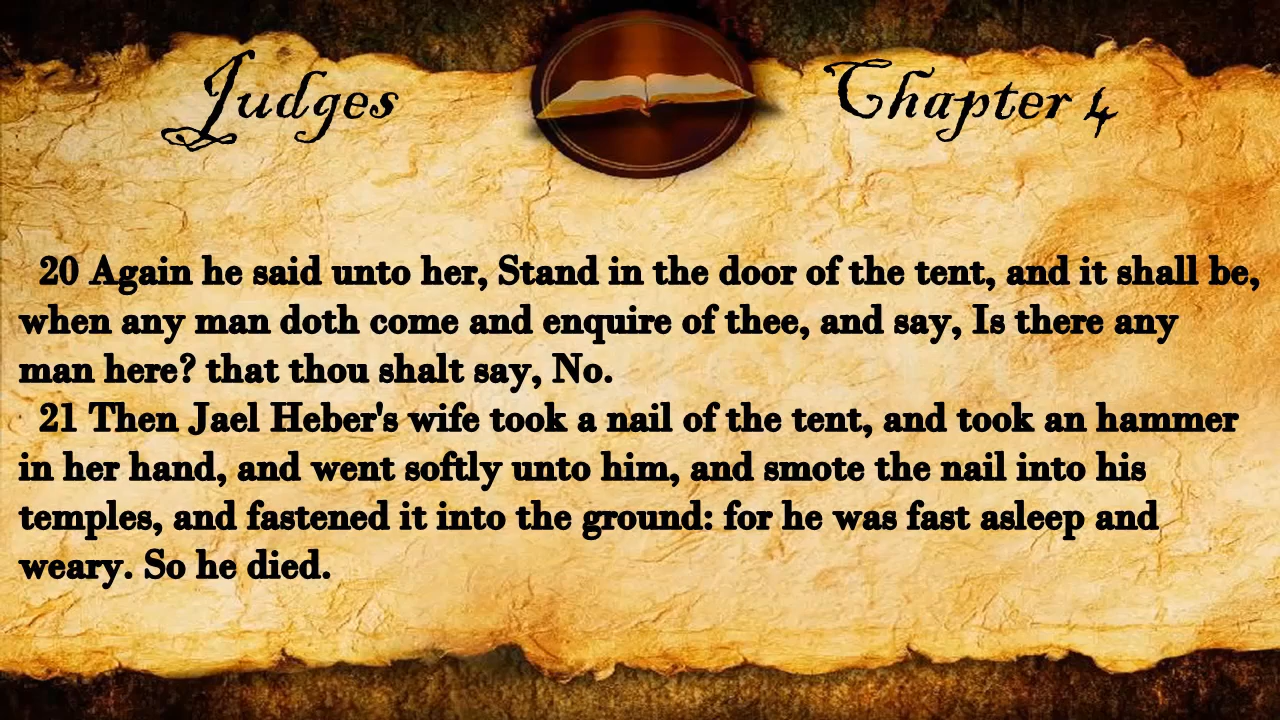 Judges
Chapter 4
20 Again he said unto her, Stand in the door of the tent, and it shall be,
when any man doth come and enquire of thee, and say, Is there any
man here? that thou shalt say, No.
21 Then Jael Heber's wife took a nail of the tent, and took an hammer
in her hand, and went softly unto him, and smote the nail into his
temples, and fastened it into the ground: for he was fast asleep and
weary. So he died.